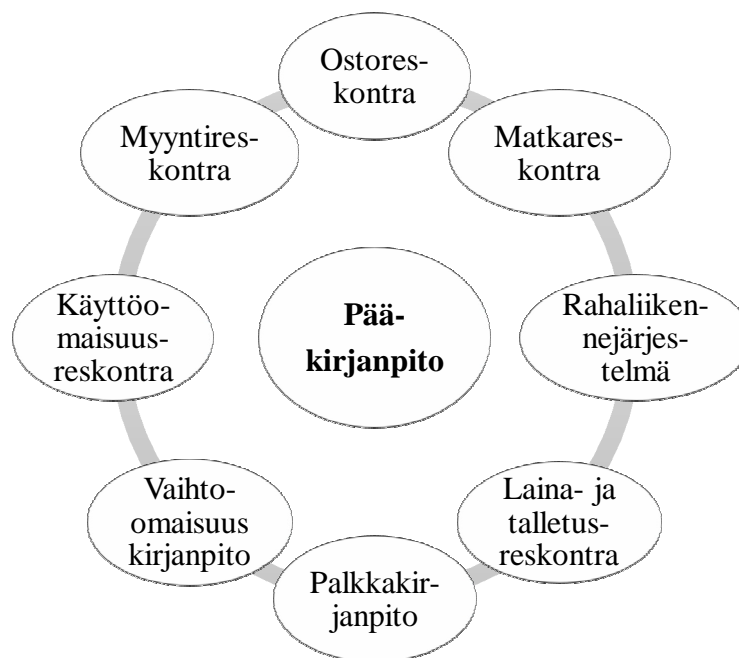 Ostores-
kontra
Matkares-
kontra
Rahaliiken-
nejärjes-
telmä
Laina- ja
talletus-
reskontra
Palkkakir-
janpito
Vaihto-
omaisuus
kirjanpito
Käyttöo-
maisuus-
reskontra
Myyntires-
kontra
Pää-
kirjanpito